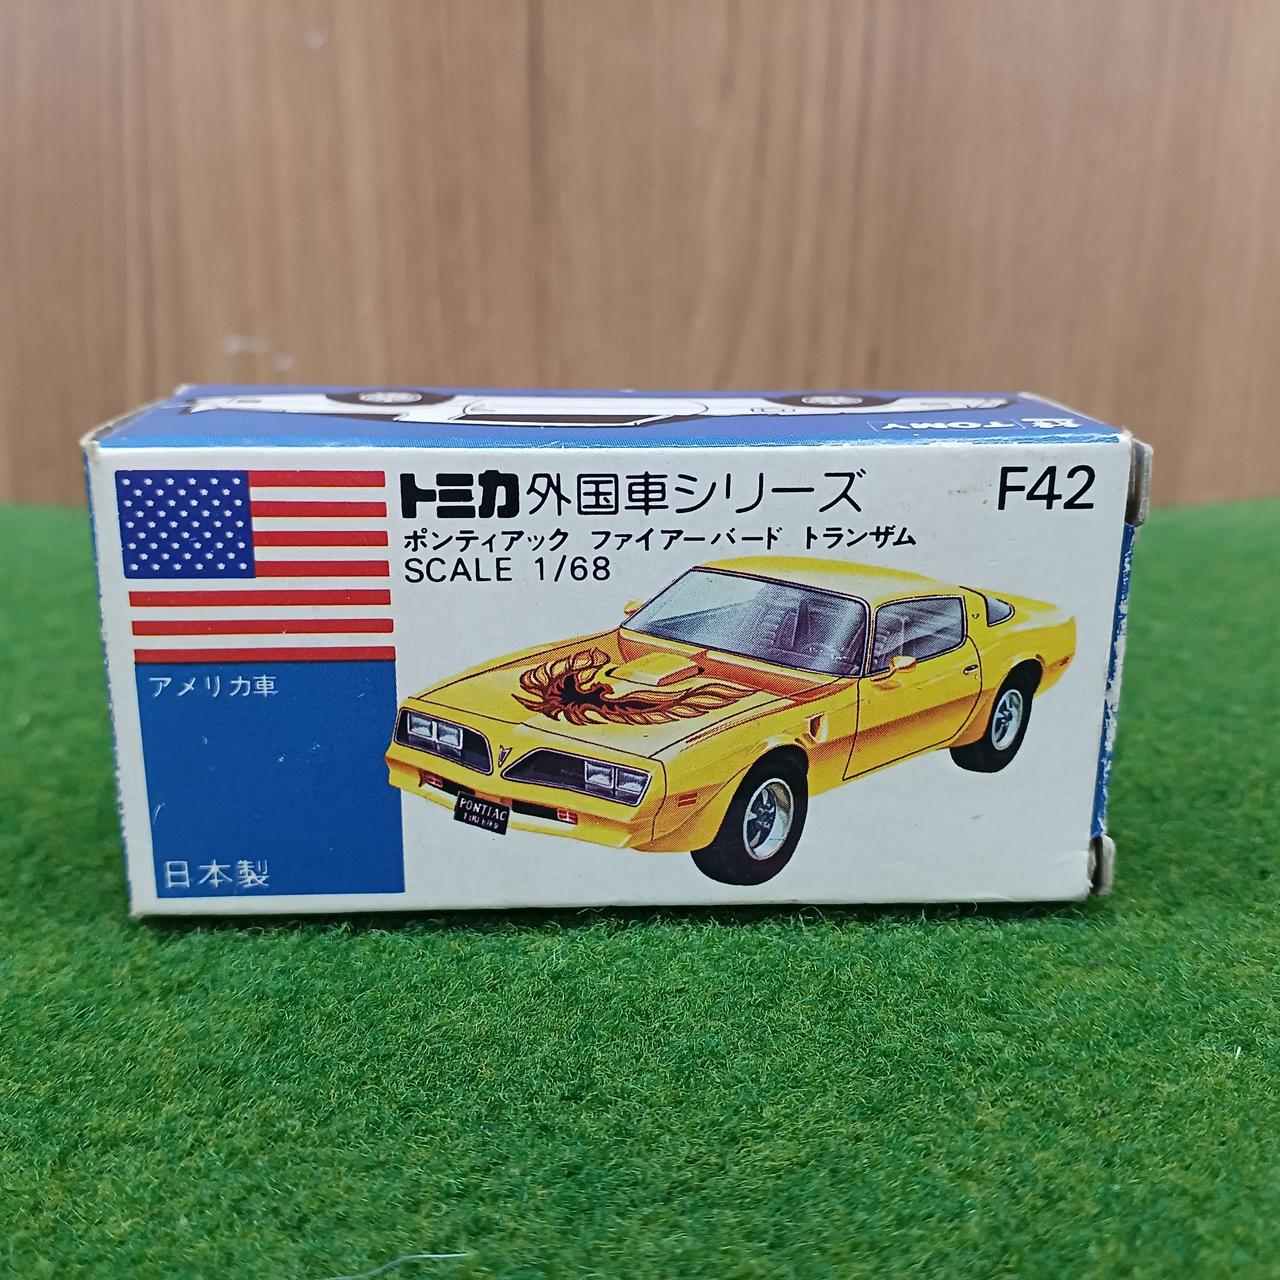 TOMY
トミカ外国車シリーズ F42
ポンティアック ファイアーバード トランザム
SCALE 1/68
アメリカ車
PONTIAC
日本製